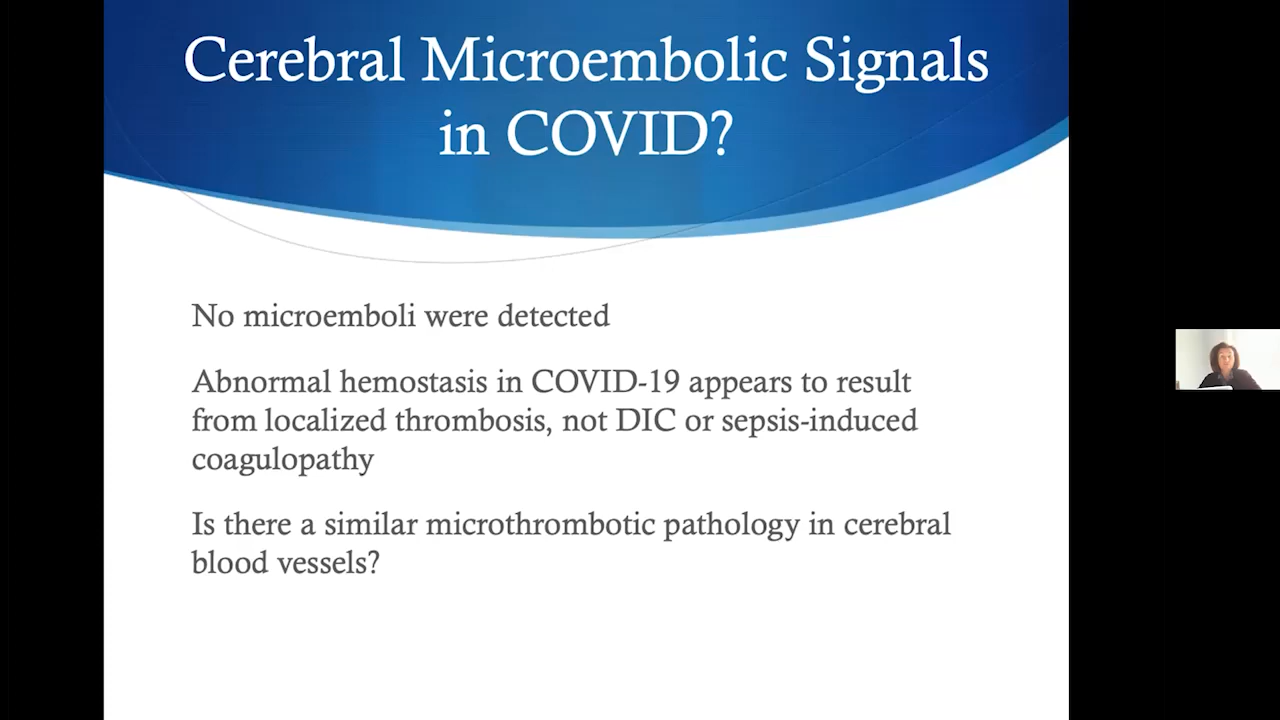 Cerebral Microembolic Signals
in COVID?
No microemboli were detected
Abnormal hemostasis in COVID-19 appears to result
from localized thrombosis, not DIC or sepsis-induced
coagulopathy
Is there a similar microthrombotic pathology in cerebral
blood vessels?